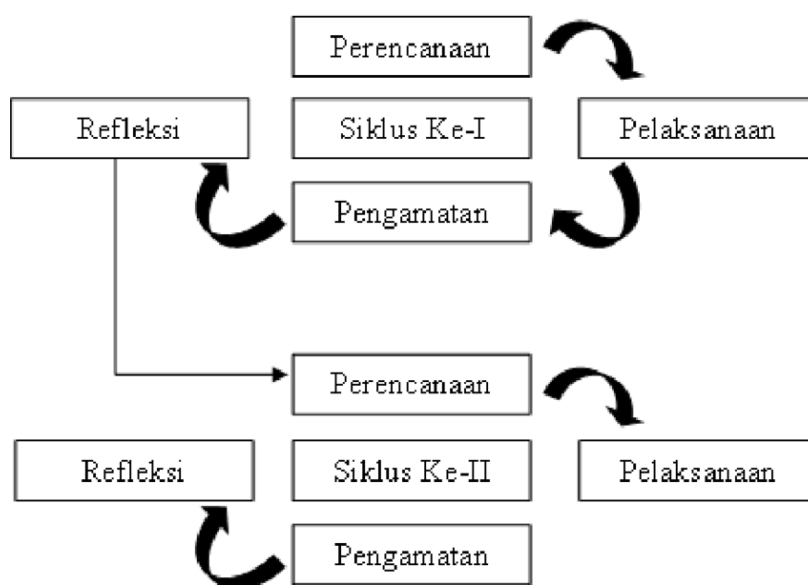 Perencanaan
Refleksi
Siklus Ke-I
Pelaksanaan
Pengamatan
Perencanaan
Refleksi
Siklus Ke-II
Pelaksanaan
Pengamatan